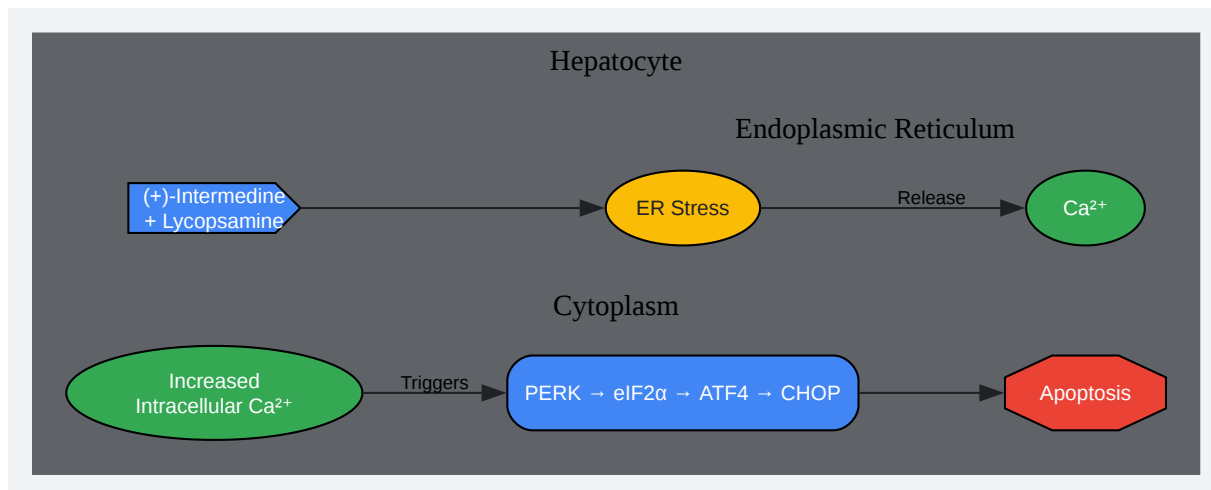 Hepatocyte
Endoplasmic Reticulum
(+)-Intermedine
+ Lycopsamine
ER Stress
Release
Ca²⁺
Cytoplasm
Increased
Intracellular Ca²⁺
Triggers
PERK → eIF2α → ATF4 → CHOP
Apoptosis